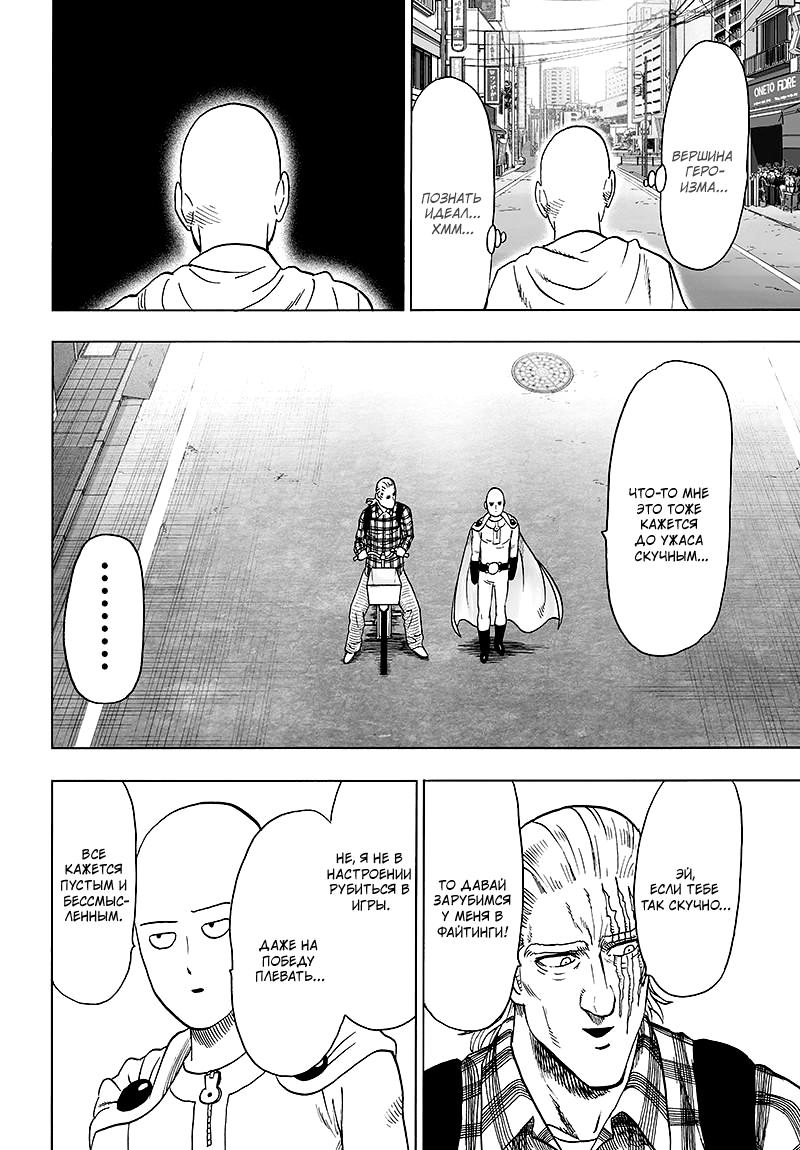 ВЕРШИНА
ГЕРО-
ИЗМА...
ПОЗНАТЬ
ИДЕАЛ...
ХММ...
ONETO FIORE
ЧТО-ТО МНЕ
ЭТО ТОЖЕ
КАЖЕТСЯ
ДО УЖАСА
СКУЧНЫМ...
ЭЙ,
ЕСЛИ ТЕБЕ
ТАК СКУЧНО...
ТО ДАВАЙ
ЗАРУБИМСЯ
У МЕНЯ В
ФАЙТИНГИ!
НЕ, Я НЕ В
НАСТРОЕНИИ
РУБИТЬСЯ В
ИГРЫ.
ДАЖЕ НА
ПОБЕДУ
ПЛЕВАТЬ...
ВСЕ
КАЖЕТСЯ
ПУСТЫМ И
БЕССМЫС-
ЛЕННЫМ.